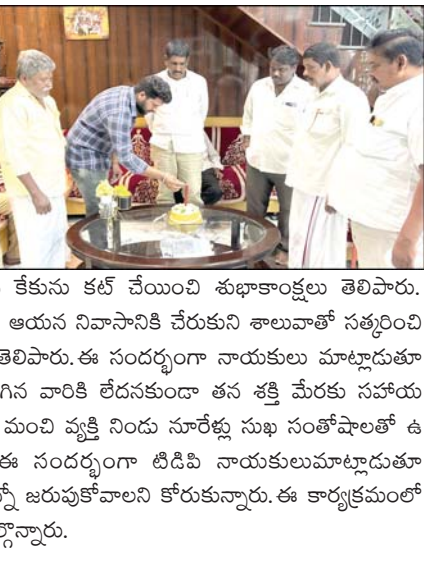 కేకును కట్ చేయించి శుభాకాంక్షలు తెలిపారు.
ఆయన నివాసానికి చేరుకుని శాలువాతో సత్కరించి
తెలిపారు. ఈ సందర్భంగా నాయకులు మాట్లాడుతూ
గిన వారికి లేదనకుండా తన శక్తి మేరకు సహాయ
మంచి వ్యక్తి నిండు నూరేళ్లు సుఖ సంతోషాలతో ఉ
ఈ సందర్భంగా టిడిపి నాయకులుమాట్లాడుతూ
న్నో జరుపుకోవాలని కోరుకున్నారు. ఈ కార్యక్రమంలో
ల్గొన్నారు.